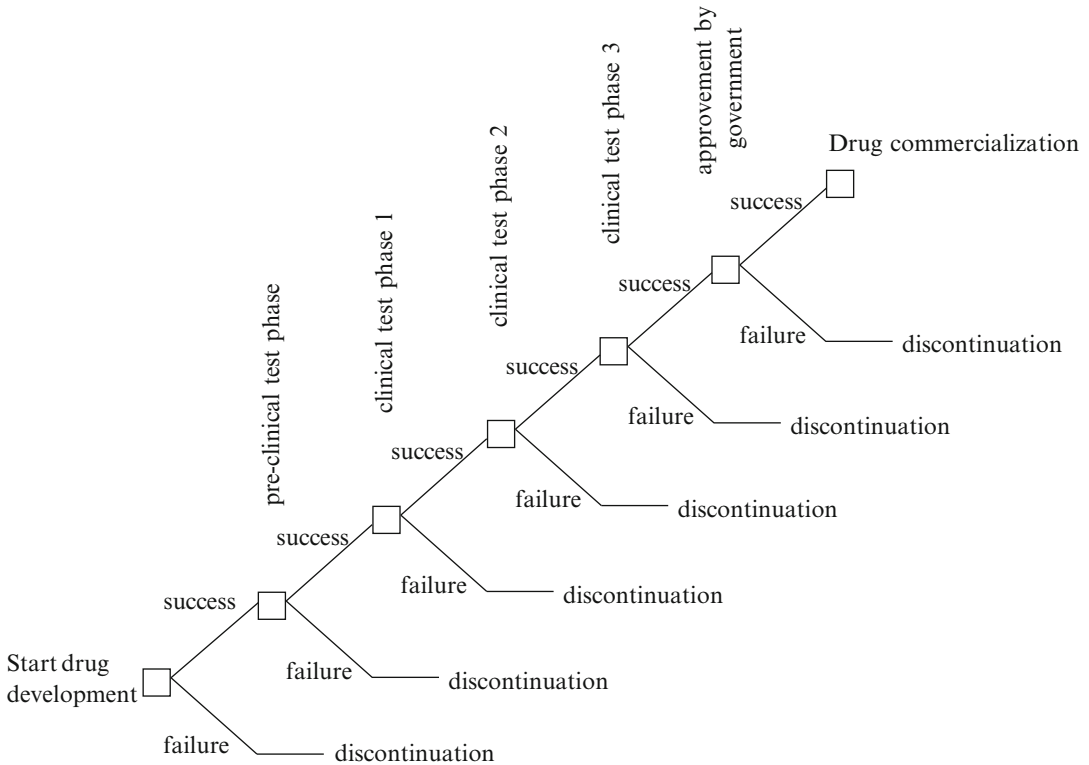 approvement by
government
clinical test phase 3
clinical test phase 2
clinical test phase 1
pre-clinical test phase
Drug commercialization
success
success
failure
discontinuation
success
failure
discontinuation
success
failure
discontinuation
success
failure
discontinuation
success
failure
discontinuation
Start drug
development
failure
discontinuation